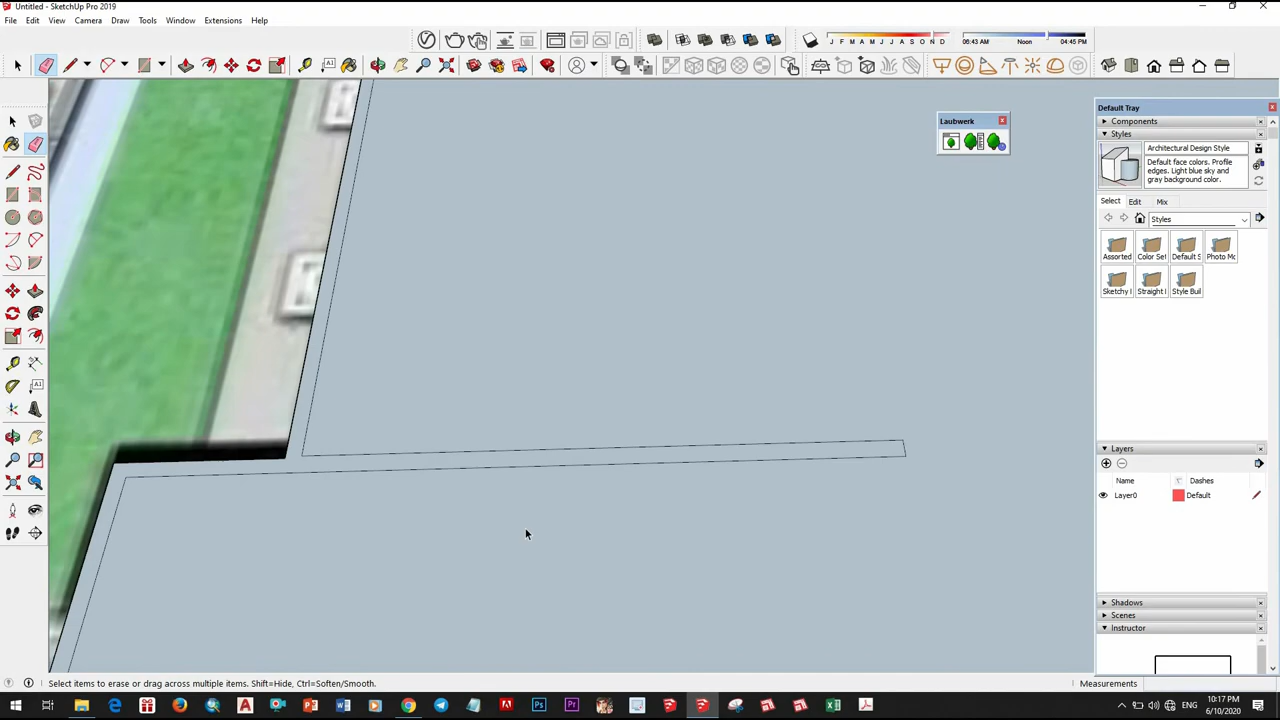 Untitled - SketchUp Pro 2019
File Edit View Camera Draw Tools Window Extensions Help
J F M A M J J A S O N D
06:43 AM Noon 04:45 PM
Laubwerk
Default Tray
Components
Styles
Architectural Design Style
Default face colors. Profile
edges. Light blue sky and
gray background color.
Select Edit Mix
Styles
Assorted Color Se Default S Photo Mo
Sketchy Straight Style Buil
Layers
Name Dashes
Layer0 Default
Shadows
Scenes
Instructor
Select items to erase or drag across multiple items. Shift=Hide, Ctrl=Soften/Smooth.
Measurements
ENG
10:17 PM
6/10/2020